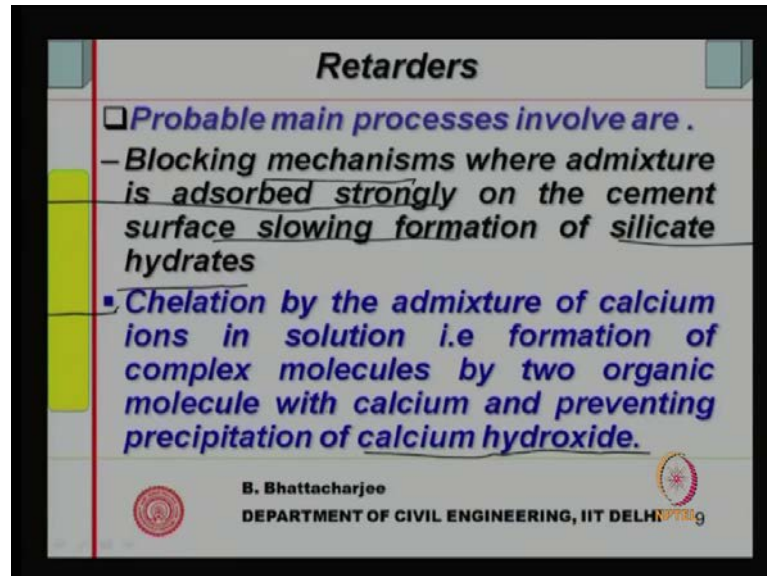 Retarders
❑Probable main processes involve are .
– Blocking mechanisms where admixture
is adsorbed strongly on the cement
surface slowing formation of silicate
hydrates
▪ Chelation by the admixture of calcium
ions in solution i.e formation of
complex molecules by two organic
molecule with calcium and preventing
precipitation of calcium hydroxide.
B. Bhattacharjee
DEPARTMENT OF CIVIL ENGINEERING, IIT DELHI
NPTEL
9